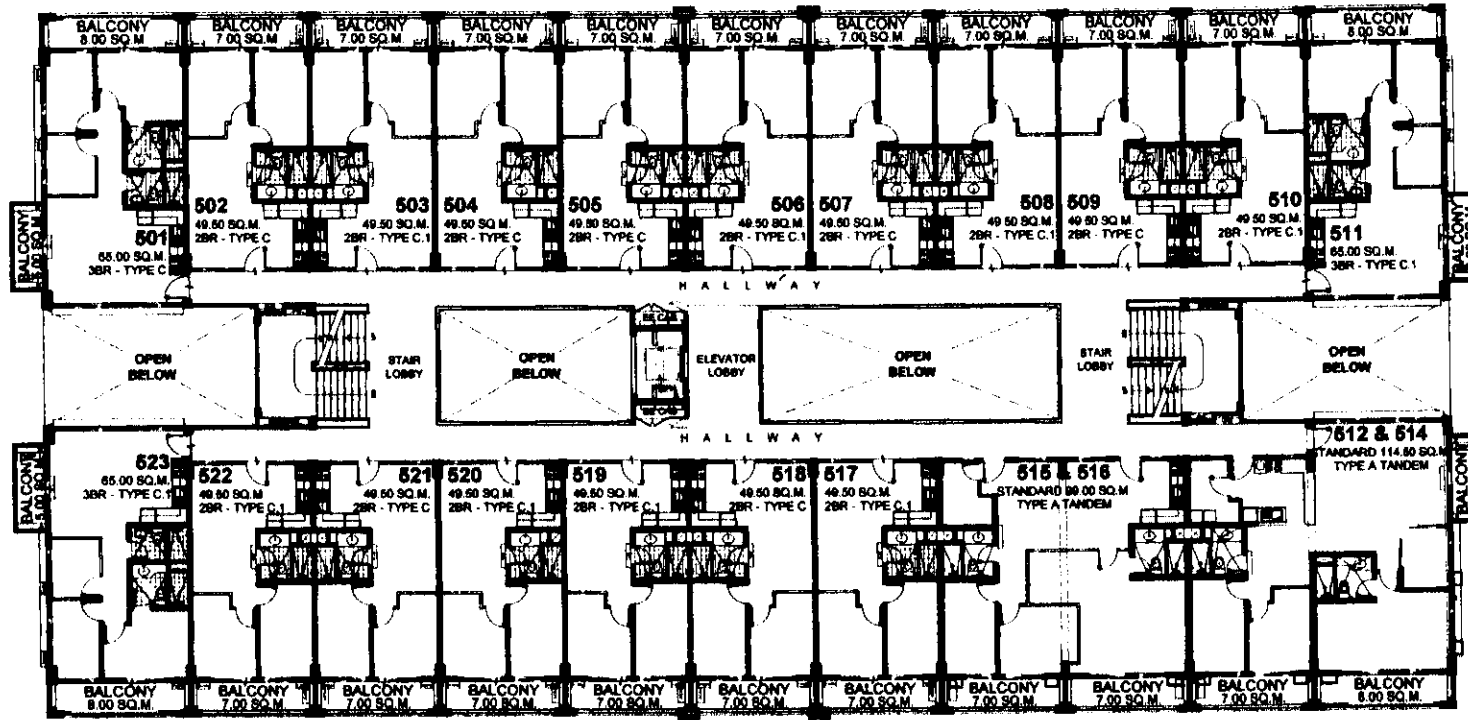 BALCONY
8.00 SQ.M.
BALCONY
7.00 SQ.M.
BALCONY
7.00 SQ.M.
BALCONY
7.00 SQ.M.
BALCONY
7.00 SQ.M.
BALCONY
7.00 SQ.M.
BALCONY
7.00 SQ.M.
BALCONY
7.00 SQ.M.
BALCONY
7.00 SQ.M.
BALCONY
7.00 SQ.M.
BALCONY
8.00 SQ.M.
BALCONY
501
65.00 SQ.M.
3BR - TYPE C
502
49.50 SQ.M.
2BR - TYPE C
503
49.50 SQ.M.
2BR - TYPE C.1
504
49.50 SQ.M.
2BR - TYPE C
505
49.50 SQ.M.
2BR - TYPE C
506
49.50 SQ.M.
2BR - TYPE C.1
507
49.50 SQ.M.
2BR - TYPE C
508
49.50 SQ.M.
2BR - TYPE C.1
509
49.50 SQ.M.
2BR - TYPE C
510
49.50 SQ.M.
2BR - TYPE C.1
511
65.00 SQ.M.
3BR - TYPE C.1
BALCONY
HALLWAY
OPEN
BELOW
STAIR
LOBBY
OPEN
BELOW
ELEVATOR
LOBBY
OPEN
BELOW
STAIR
LOBBY
OPEN
BELOW
HALLWAY
BALCONY
523
65.00 SQ.M.
3BR - TYPE C.1
522
49.50 SQ.M.
2BR - TYPE C.1
521
49.50 SQ.M.
2BR - TYPE C
520
49.50 SQ.M.
2BR - TYPE C.1
519
49.50 SQ.M.
2BR - TYPE C.1
518
49.50 SQ.M.
2BR - TYPE C
517
49.50 SQ.M.
2BR - TYPE C.1
515 & 516
STANDARD 99.00 SQ.M.
TYPE A TANDEM
512 & 514
STANDARD 114.50 SQ.M.
TYPE A TANDEM
BALCONY
BALCONY
8.00 SQ.M.
BALCONY
7.00 SQ.M.
BALCONY
7.00 SQ.M.
BALCONY
7.00 SQ.M.
BALCONY
7.00 SQ.M.
BALCONY
7.00 SQ.M.
BALCONY
7.00 SQ.M.
BALCONY
7.00 SQ.M.
BALCONY
7.00 SQ.M.
BALCONY
7.00 SQ.M.
BALCONY
8.00 SQ.M.